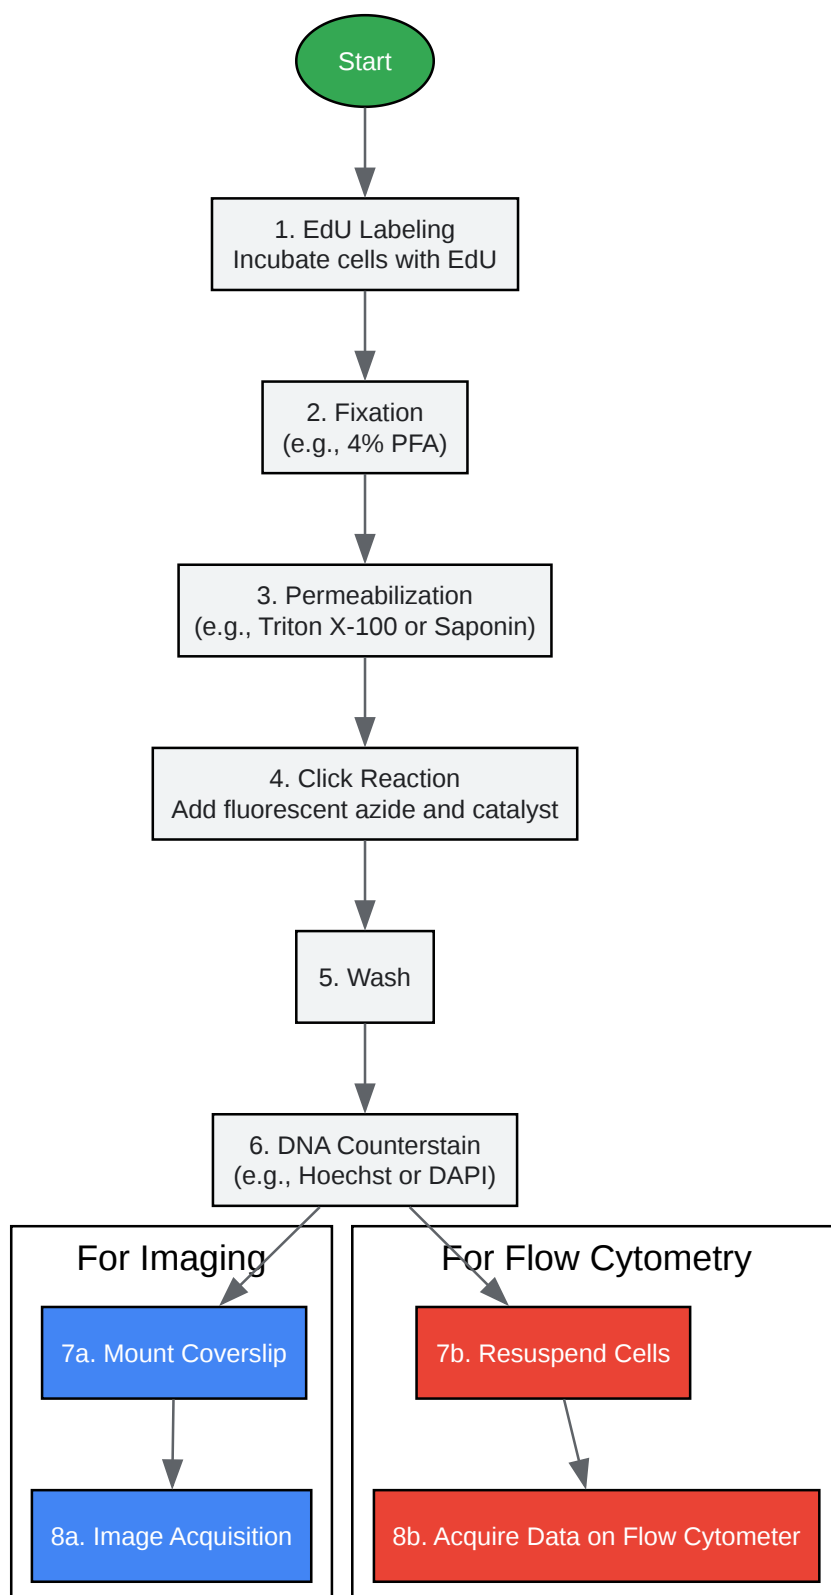 Start
1. EdU Labeling
Incubate cells with EdU
2. Fixation
(e.g., 4% PFA)
3. Permeabilization
(e.g., Triton X-100 or Saponin)
4. Click Reaction
Add fluorescent azide and catalyst
5. Wash
6. DNA Counterstain
(e.g., Hoechst or DAPI)
For Imaging
7a. Mount Coverslip
8a. Image Acquisition
For Flow Cytometry
7b. Resuspend Cells
8b. Acquire Data on Flow Cytometer